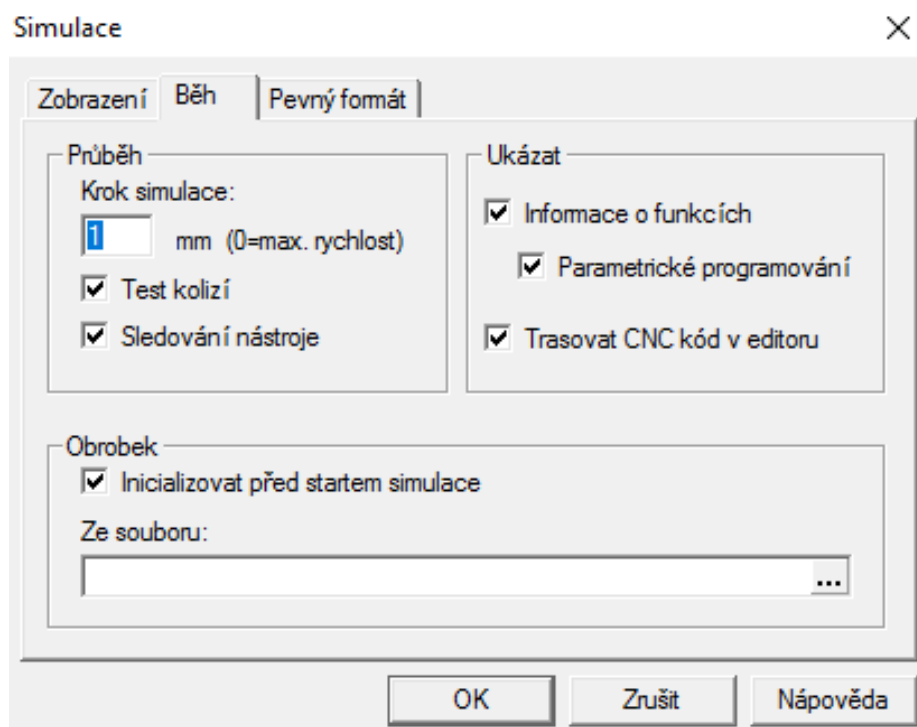 Simulace
Zobrazení Běh Pevný formát
Průběh
Krok simulace:
1 mm (0=max. rychlost)
Test kolizí
Sledování nástroje
Ukázat
Informace o funkcích
Parametrické programování
Trasovat CNC kód v editoru
Obrobek
Inicializovat před startem simulace
Ze souboru:
...
OK Zrušit Nápověda